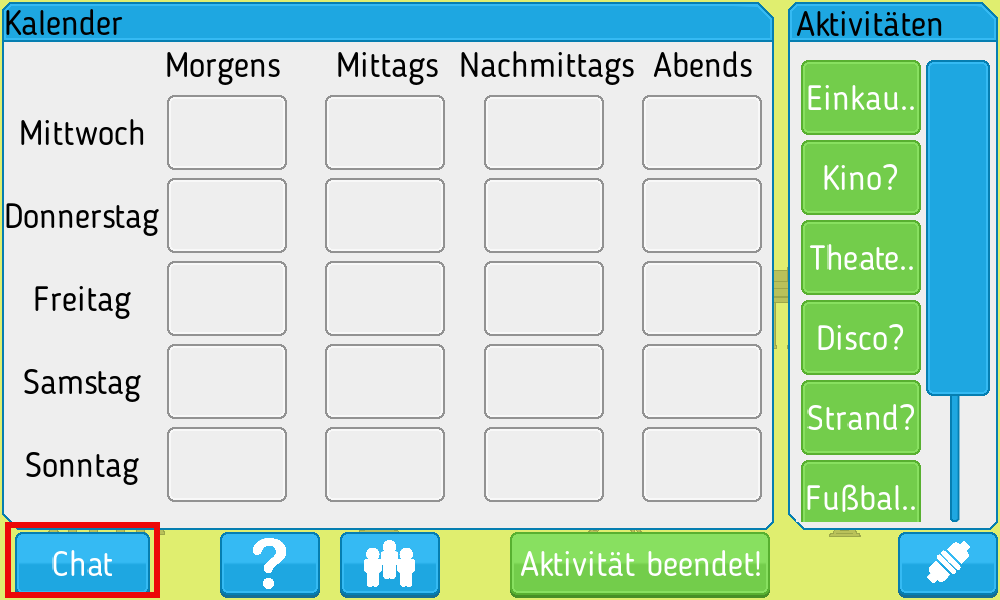 Kalender
Aktivitäten
Morgens Mittags Nachmittags Abends
Mittwoch
Donnerstag
Freitag
Samstag
Sonntag
Einkau..
Kino?
Theate..
Disco?
Strand?
Fußbal..
Chat
?
Aktivität beendet!